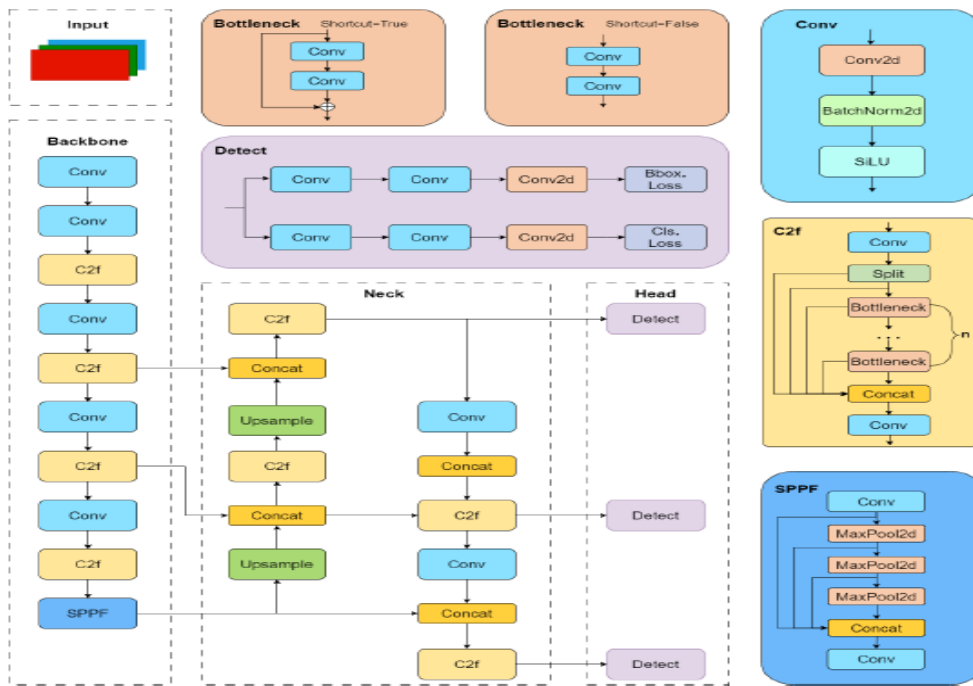 Input
Bottleneck Shortcut=True
Conv
Conv
Bottleneck Shortcut=False
Conv
Conv
Conv
Conv2d
BatchNorm2d
SiLU
Backbone
Conv
Conv
C2f
Conv
C2f
Conv
C2f
Conv
C2f
SPPF
Detect
Conv Conv Conv2d Bbox. Loss
Conv Conv Conv2d Cls. Loss
Neck
C2f
Concat
Upsample
C2f
Concat
Upsample
Conv
Concat
C2f
Conv
Concat
C2f
Head
Detect
Detect
Detect
C2f
Conv
Split
Bottleneck
...
Bottleneck
n
Concat
Conv
SPPF
Conv
MaxPool2d
MaxPool2d
MaxPool2d
Concat
Conv